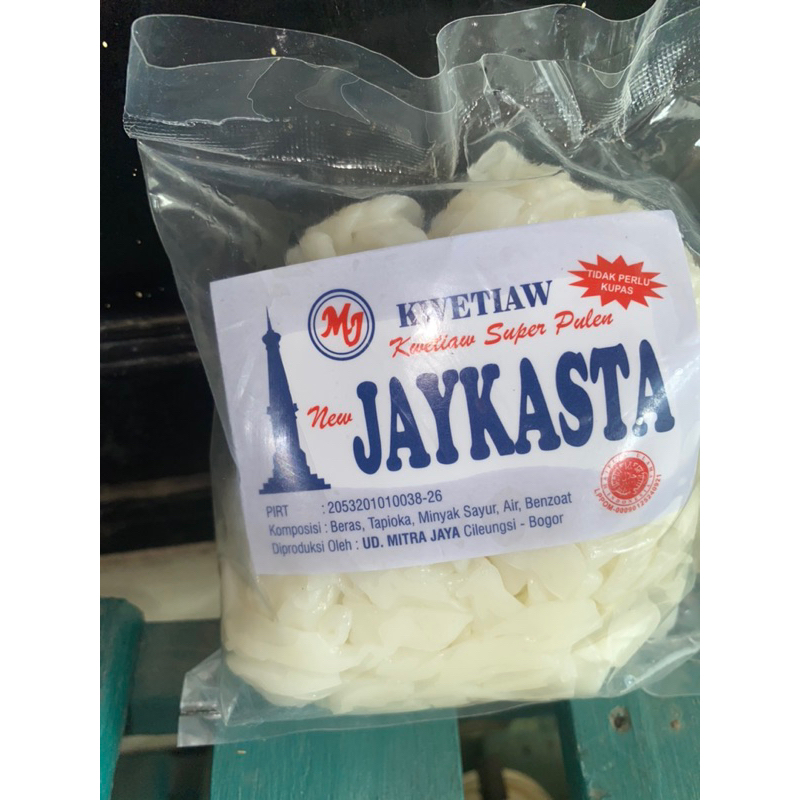 MJ
KWETIAW
Kwetiaw Super Pulen
TIDAK PERLU
KUPAS
New JAYKASTA
PIRT : 2053201010038-26
Komposisi : Beras, Tapioka, Minyak Sayur, Air, Benzoat
Diproduksi Oleh : UD. MITRA JAYA Cileungsi - Bogor